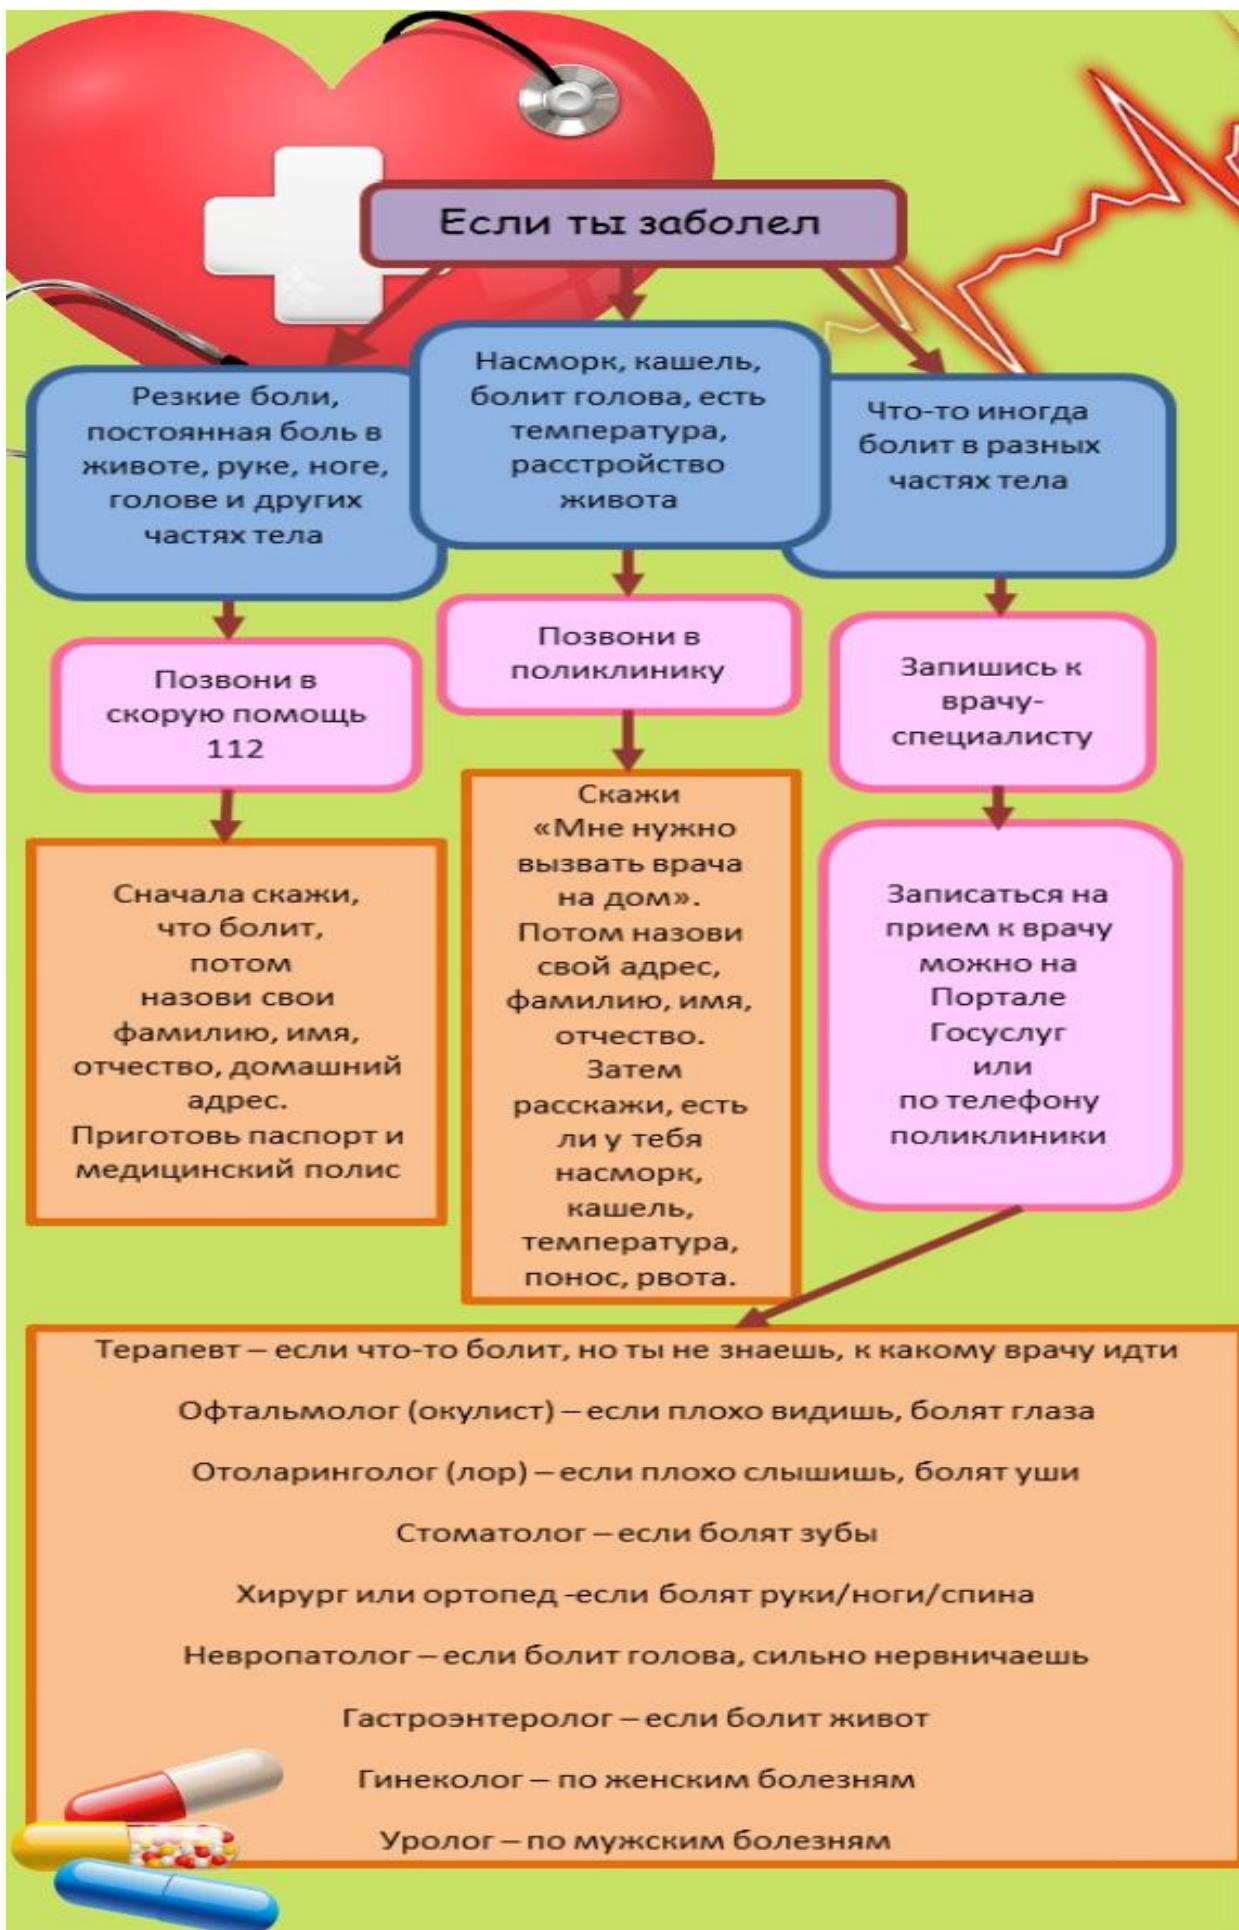 Если ты заболел
Резкие боли,
постоянная боль в
животе, руке, ноге,
голове и других
частях тела
Позвони в
скорую помощь
112
Сначала скажи,
что болит,
потом
назови свои
фамилию, имя,
отчество, домашний
адрес.
Приготовь паспорт и
медицинский полис
Насморк, кашель,
болит голова, есть
температура,
расстройство
живота
Позвони в
поликлинику
Скажи
«Мне нужно
вызвать врача
на дом».
Потом назови
свой адрес,
фамилию, имя,
отчество.
Затем
расскажи, есть
ли у тебя
насморк,
кашель,
температура,
понос, рвота.
Что-то иногда
болит в разных
частях тела
Запишись к
врачу-
специалисту
Записаться на
прием к врачу
можно на
Портале
Госуслуг
или
по телефону
поликлиники
Терапевт – если что-то болит, но ты не знаешь, к какому врачу идти
Офтальмолог (окулист) – если плохо видишь, болят глаза
Отоларинголог (лор) – если плохо слышишь, болят уши
Стоматолог – если болят зубы
Хирург или ортопед -если болят руки/ноги/спина
Невропатолог – если болит голова, сильно нервничаешь
Гастроэнтеролог – если болит живот
Гинеколог – по женским болезням
Уролог – по мужским болезням